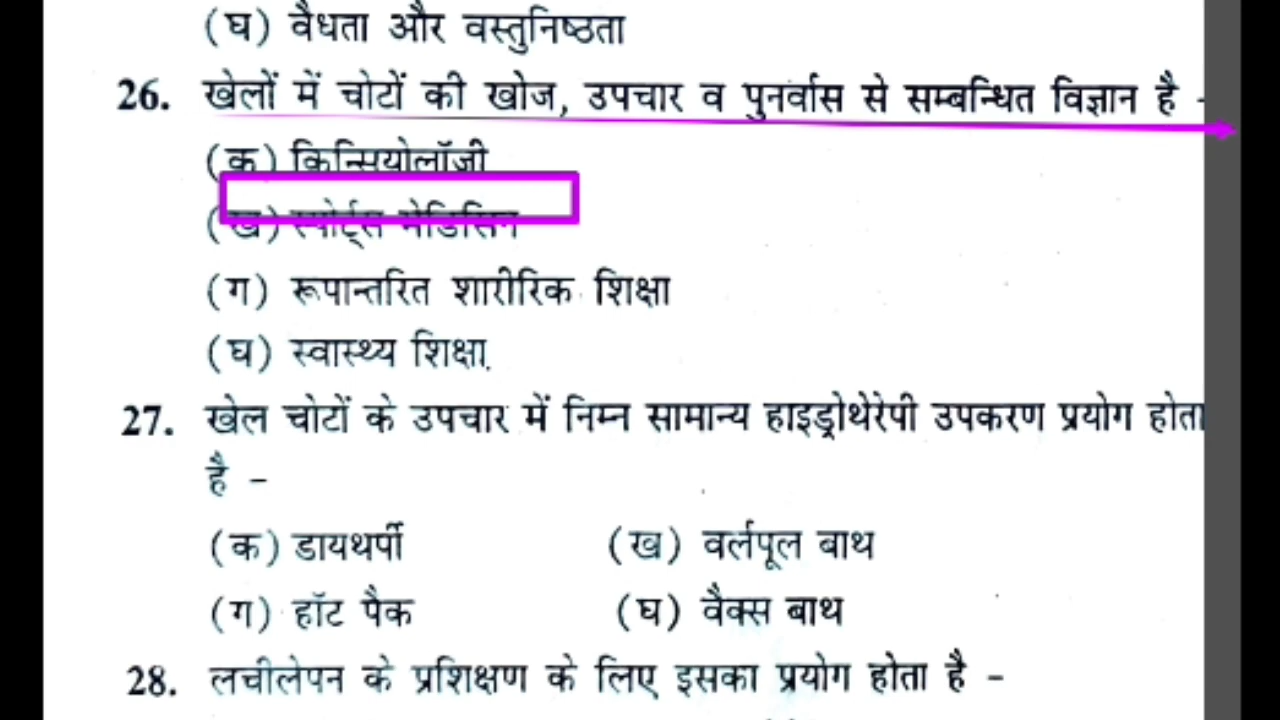 (घ) वैधता और वस्तुनिष्ठता
26. खेलों में चोटों की खोज, उपचार व पुनर्वास से सम्बन्धित विज्ञान है -
(क) किन्सियोलॉजी
(ख) स्पोर्ट्स मेडिसिन
(ग) रूपान्तरित शारीरिक शिक्षा
(घ) स्वास्थ्य शिक्षा
27. खेल चोटों के उपचार में निम्न सामान्य हाइड्रोथेरेपी उपकरण प्रयोग होता
है -
(क) डायथर्पी (ख) वर्लपूल बाथ
(ग) हॉट पैक (घ) वैक्स बाथ
28. लचीलेपन के प्रशिक्षण के लिए इसका प्रयोग होता है -